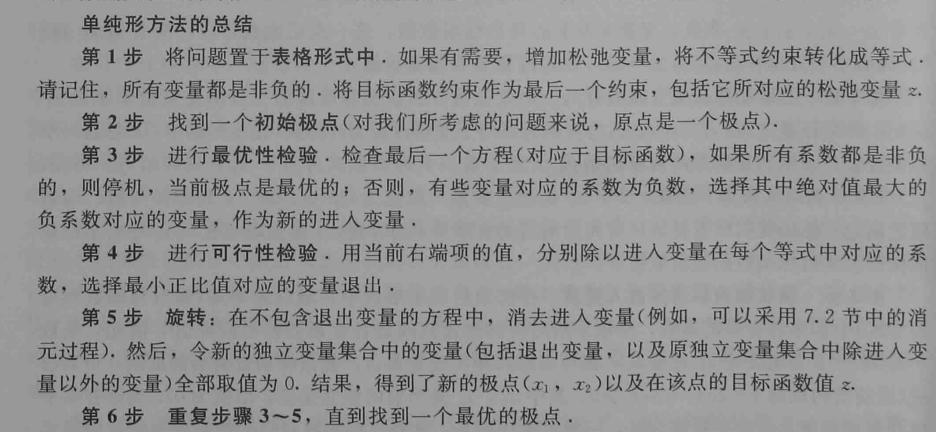 单纯形方法的总结
第1步 将问题置于表格形式中.如果有需要,增加松弛变量,将不等式约束转化成等式.
请记住,所有变量都是非负的.将目标函数约束作为最后一个约束,包括它所对应的松弛变量 z.
第2步 找到一个初始极点(对我们所考虑的问题来说,原点是一个极点).
第3步 进行最优性检验.检查最后一个方程(对应于目标函数),如果所有系数都是非负
的,则停机,当前极点是最优的;否则,有些变量对应的系数为负数,选择其中绝对值最大的
负系数对应的变量,作为新的进入变量.
第4步 进行可行性检验.用当前右端项的值,分别除以进入变量在每个等式中对应的系
数,选择最小正比值对应的变量退出.
第5步 旋转:在不包含退出变量的方程中,消去进入变量(例如,可以采用7.2节中的消
元过程).然后,令新的独立变量集合中的变量(包括退出变量,以及原独立变量集合中除进入变
量以外的变量)全部取值为0.结果,得到了新的极点(x₁,x₂)以及在该点的目标函数值 z.
第6步 重复步骤3~5,直到找到一个最优的极点.